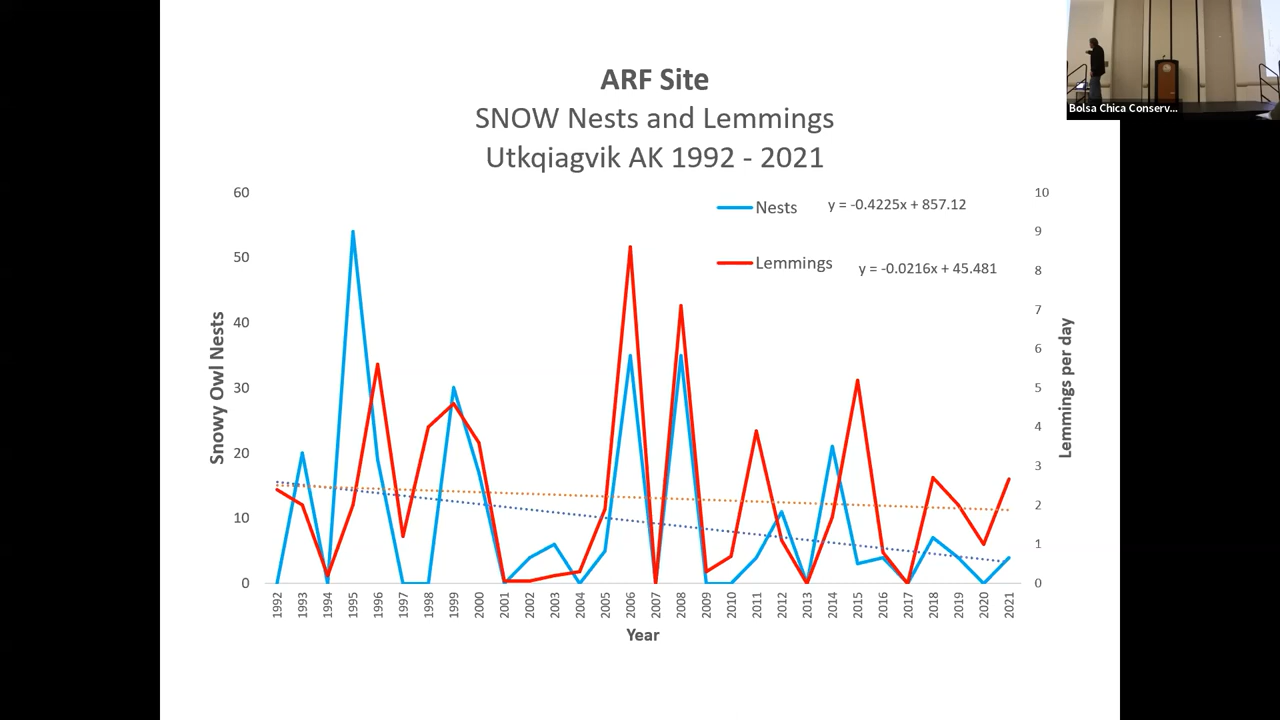 ARF Site
SNOW Nests and Lemmings
Utkqiagvik AK 1992 - 2021
Bolsa Chica Conserv...
Nests
y = -0.4225x + 857.12
Lemmings
y = -0.0216x + 45.481
Snowy Owl Nests
60
50
40
30
20
10
0
10
9
8
7
6
5
4
3
2
1
0
Lemmings per day
1992 1993 1994 1995 1996 1997 1998 1999 2000 2001 2002 2003 2004 2005 2006 2007 2008 2009 2010 2011 2012 2013 2014 2015 2016 2017 2018 2019 2020 2021
Year